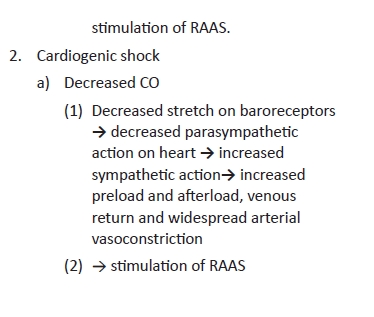 stimulation of RAAS.
2. Cardiogenic shock
a) Decreased CO
(1) Decreased stretch on baroreceptors
→ decreased parasympathetic
action on heart → increased
sympathetic action→ increased
preload and afterload, venous
return and widespread arterial
vasoconstriction
(2) → stimulation of RAAS